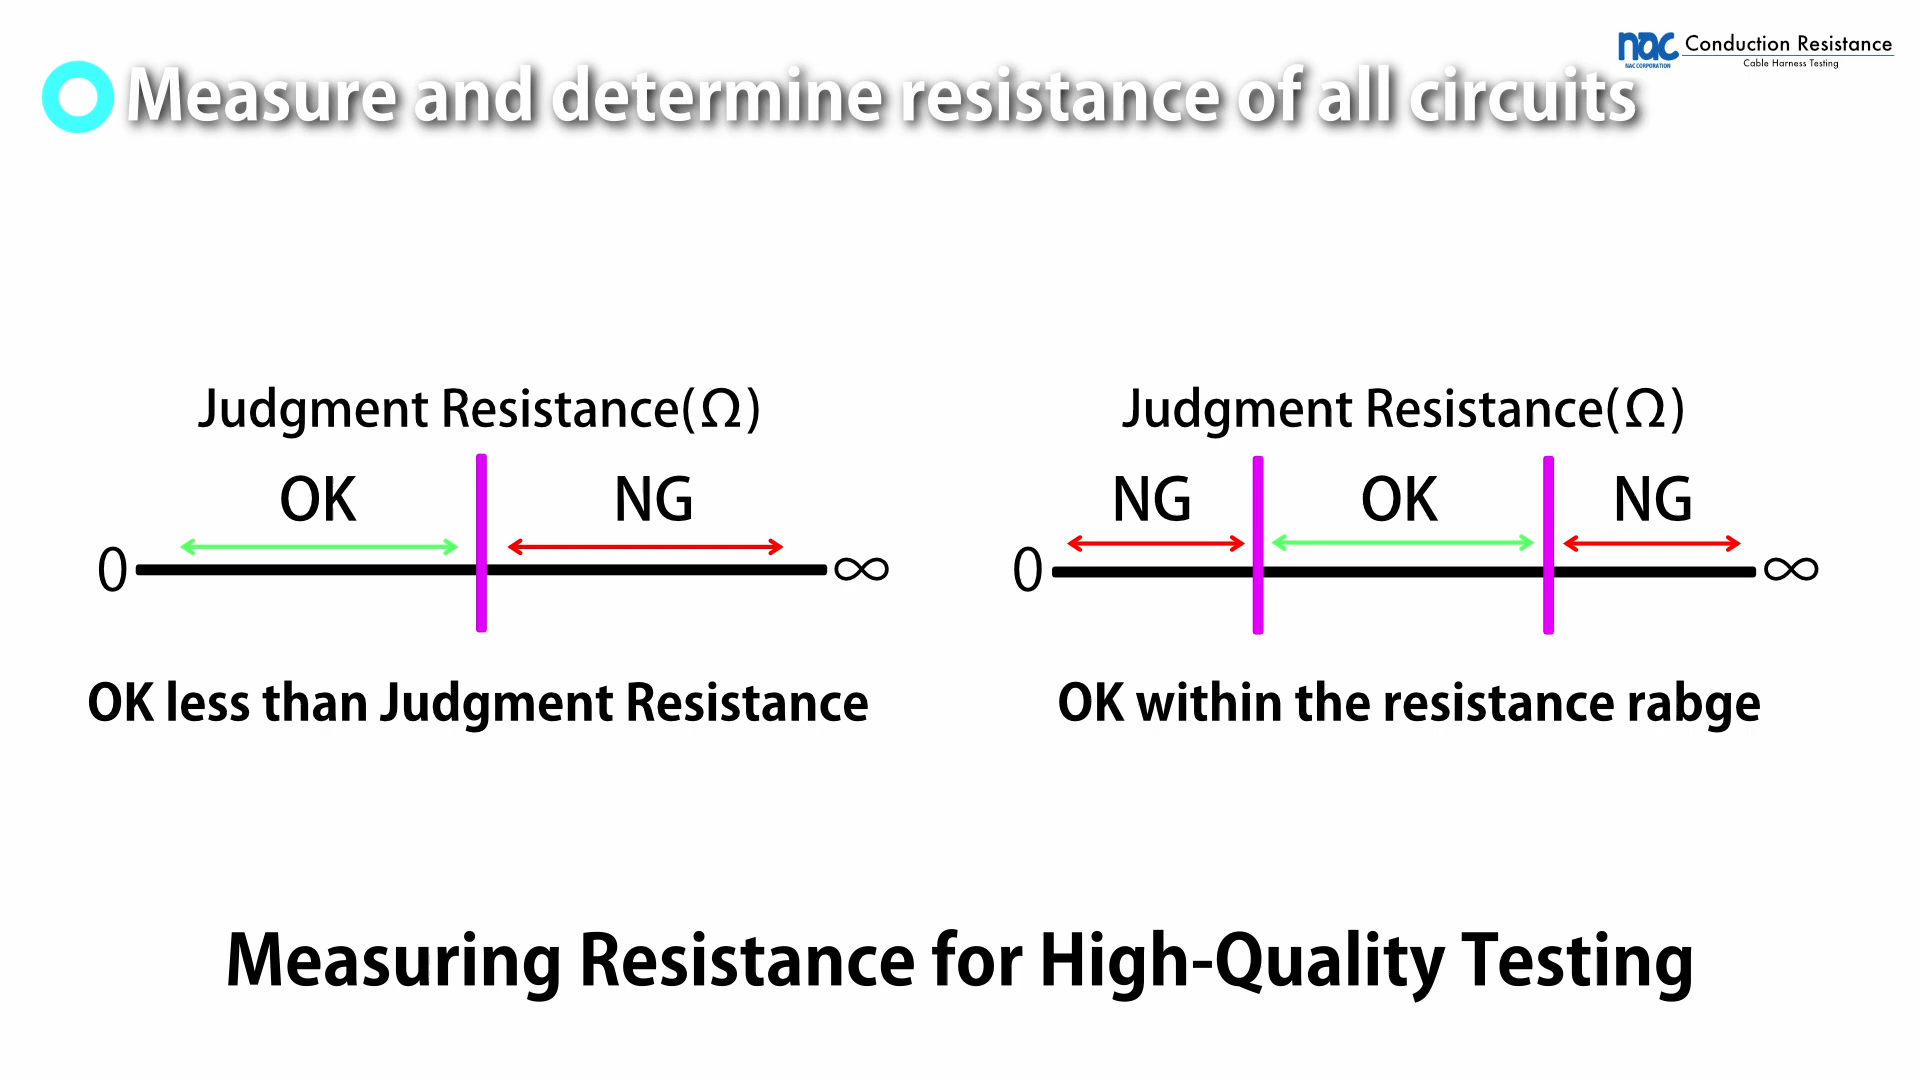 nac Conduction Resistance
NAC CORPORATION Cable Harness Testing
Measure and determine resistance of all circuits
Judgment Resistance(Ω)
OK NG
0 ∞
OK less than Judgment Resistance
Judgment Resistance(Ω)
NG OK NG
0 ∞
OK within the resistance rabge
Measuring Resistance for High-Quality Testing